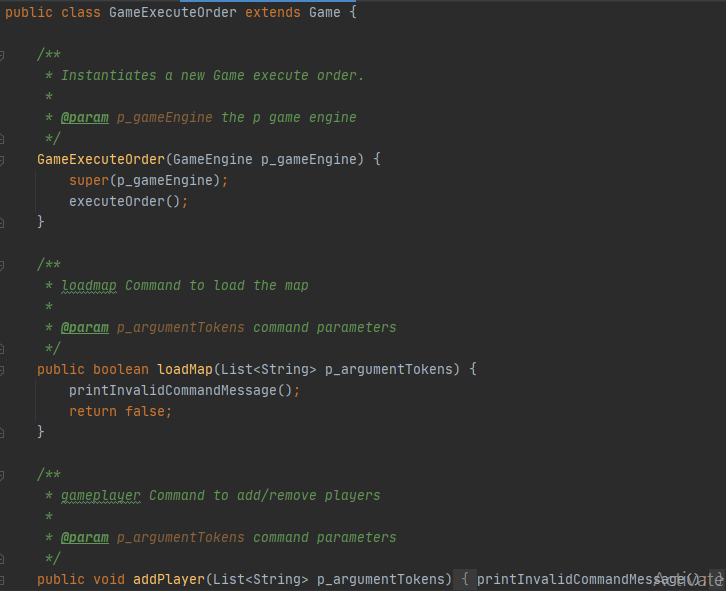 public class GameExecuteOrder extends Game {
/**
* Instantiates a new Game execute order.
*
* @param p_gameEngine the p game engine
*/
GameExecuteOrder(GameEngine p_gameEngine) {
super(p_gameEngine);
executeOrder();
}
/**
* loadmap Command to load the map
*
* @param p_argumentTokens command parameters
*/
public boolean loadMap(List<String> p_argumentTokens) {
printInvalidCommandMessage();
return false;
}
/**
* gameplayer Command to add/remove players
*
* @param p_argumentTokens command parameters
*/
public void addPlayer(List<String> p_argumentTokens) { printInvalidCommandMessage(); }
Activate